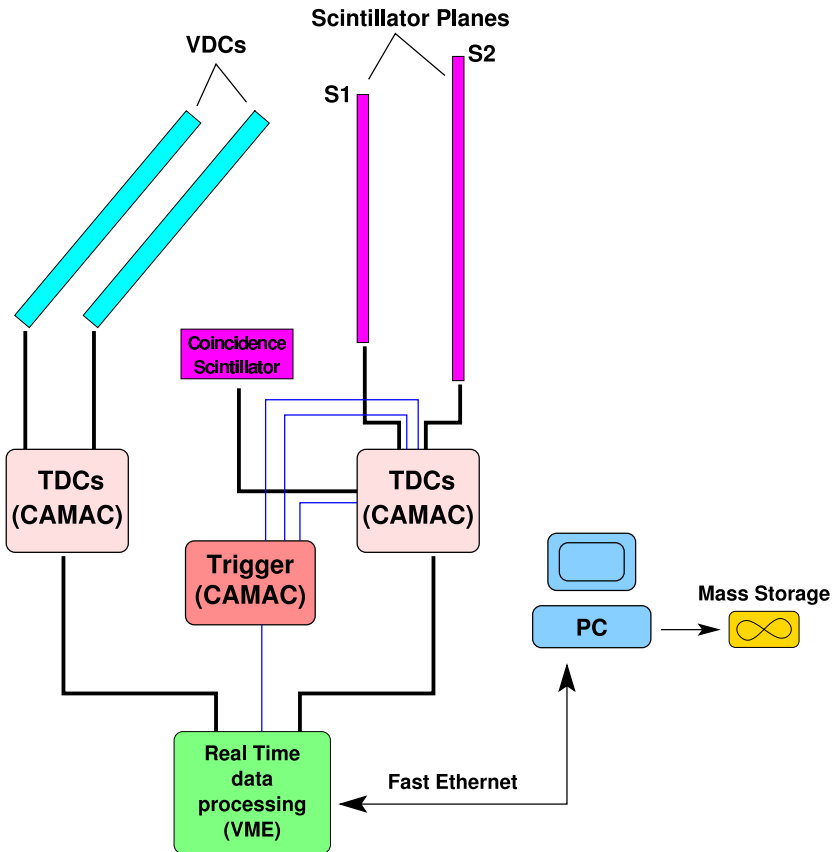 Scintillator Planes
VDCs
S2
S1
Coincidence
Scintillator
TDCs
(CAMAC)
TDCs
(CAMAC)
Trigger
(CAMAC)
Mass Storage
PC
Real Time
data
processing
(VME)
Fast Ethernet